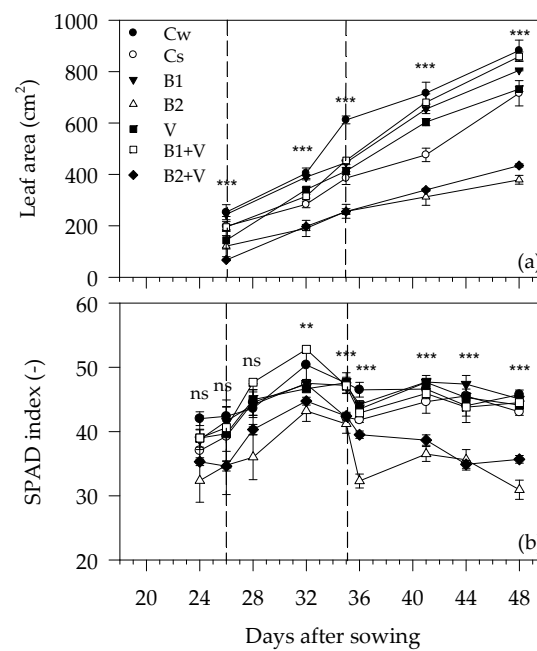 1000
800
600
400
200
0
Leaf area (cm²)
Cw
Cs
B1
B2
V
B1+V
B2+V
***
***
***
***
***
(a)
60
50
40
30
20
SPAD index (-)
ns
ns
ns
**
***
***
***
***
***
(b
20 24 28 32 36 40 44 48
Days after sowing